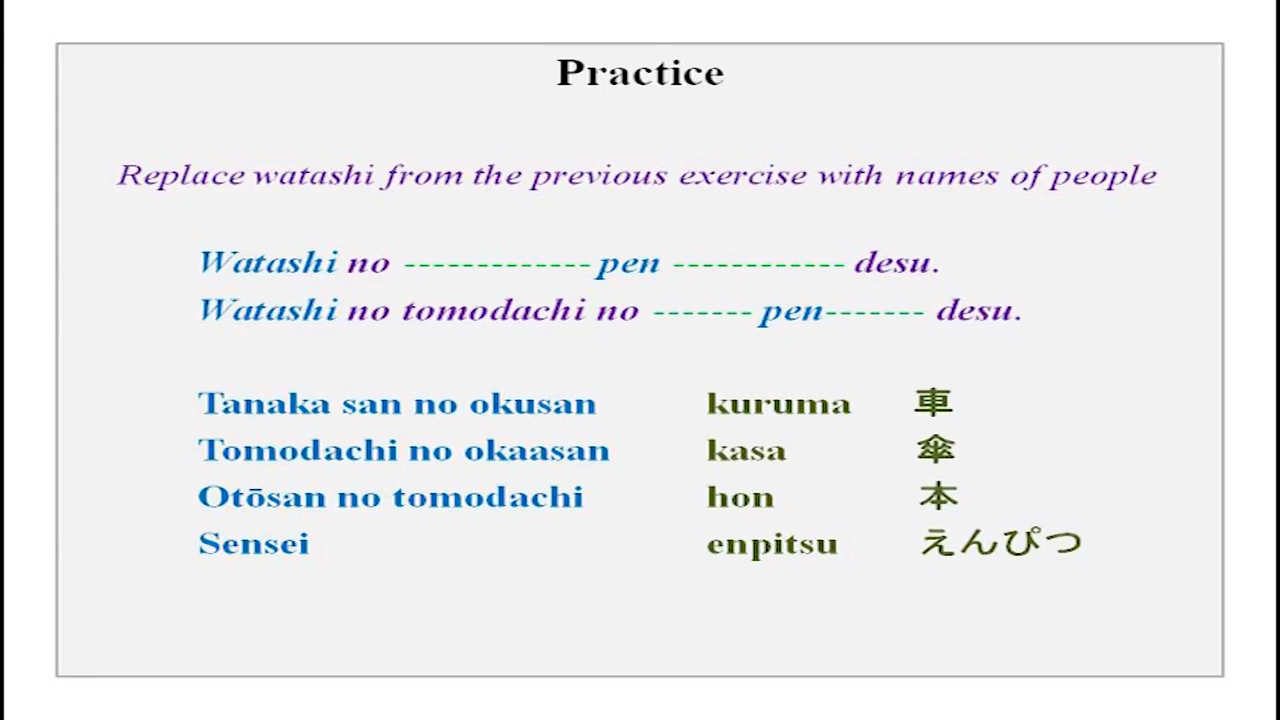 Practice
Replace watashi from the previous exercise with names of people
Watashi no ------------- pen ------------ desu.
Watashi no tomodachi no ------- pen------- desu.
Tanaka san no okusan kuruma 車
Tomodachi no okaasan kasa 傘
Otōsan no tomodachi hon 本
Sensei enpitsu えんぴつ